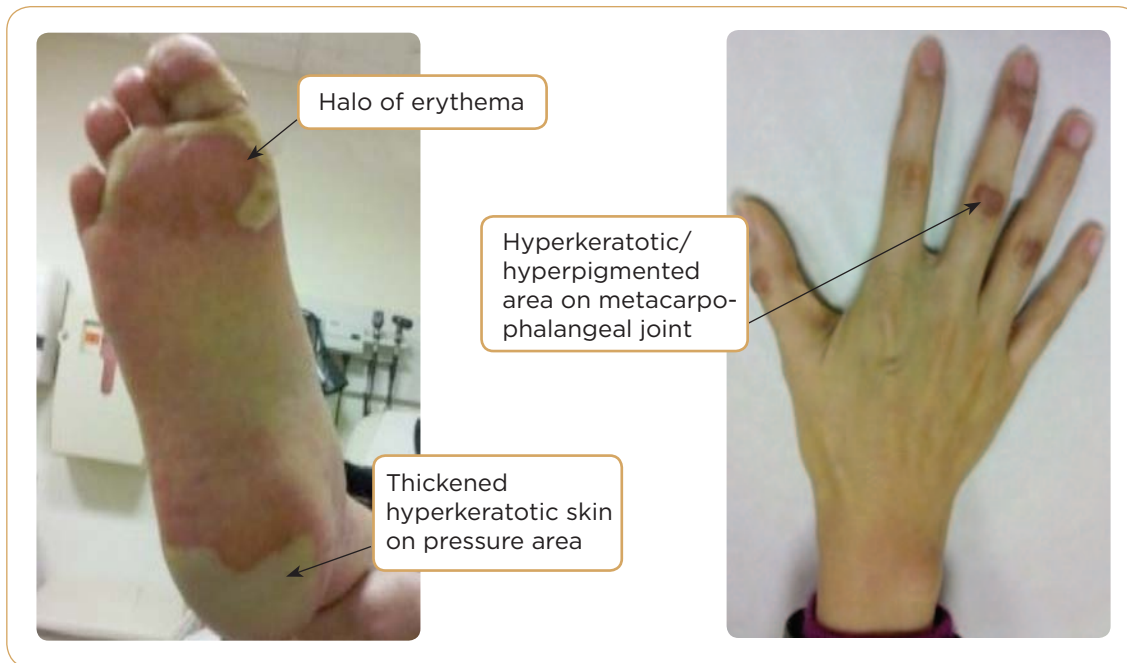 Halo of erythema
Hyperkeratotic/
hyperpigmented
area on metacarpo-
phalangeal joint
Thickened
hyperkeratotic skin
on pressure area